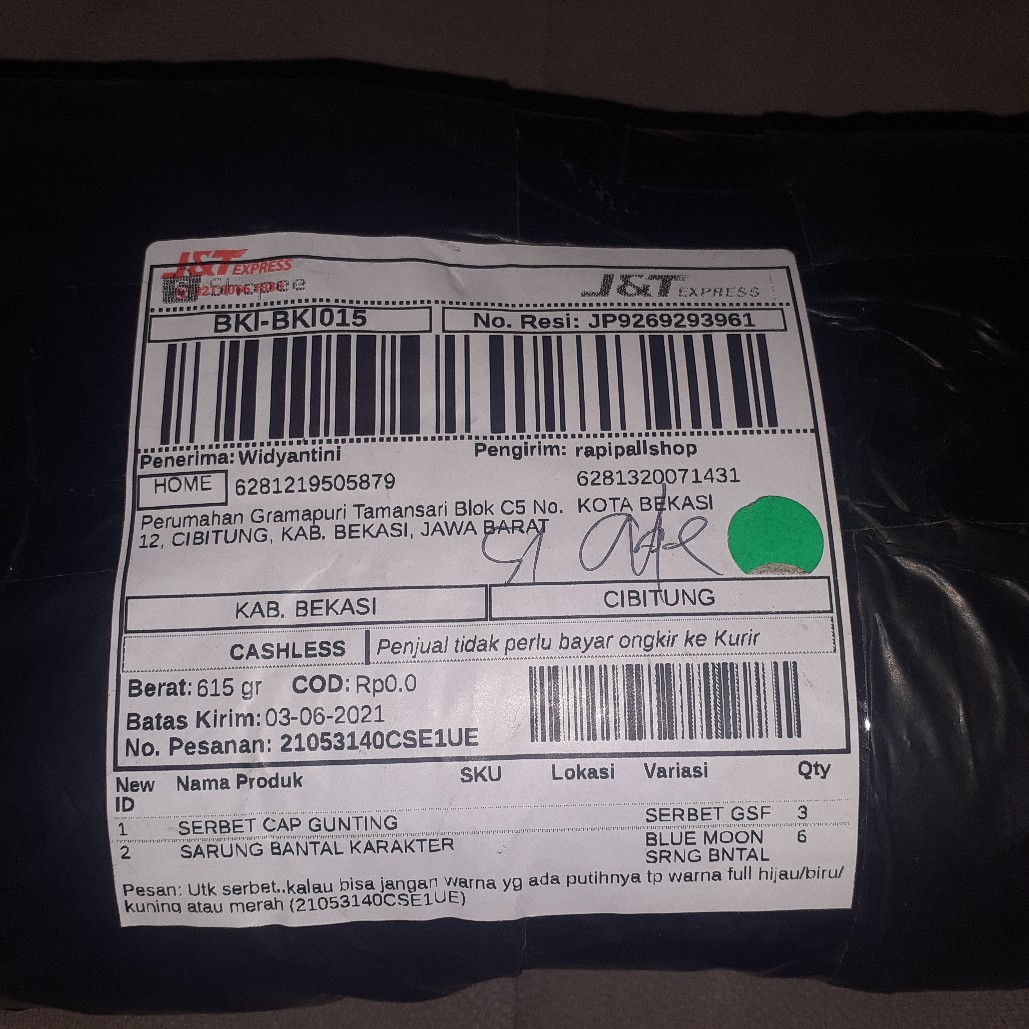 J&T EXPRESS
Shopee
J&T EXPRESS
BKI-BKI015
No. Resi: JP9269293961
Penerima: Widyantini
Pengirim: rapipallshop
HOME 6281219505879
6281320071431
Perumahan Gramapuri Tamansari Blok C5 No. KOTA BEKASI
12, CIBITUNG, KAB. BEKASI, JAWA BARAT
KAB. BEKASI
CIBITUNG
CASHLESS Penjual tidak perlu bayar ongkir ke Kurir
Berat: 615 gr COD: Rp0.0
Batas Kirim: 03-06-2021
No. Pesanan: 21053140CSE1UE
New Nama Produk SKU Lokasi Variasi Qty
ID
1 SERBET CAP GUNTING SERBET GSF 3
2 SARUNG BANTAL KARAKTER BLUE MOON 6
SRNG BNTAL
Pesan: Utk serbet..kalau bisa jangan warna yg ada putihnya tp warna full hijau/biru/
kuning atau merah (21053140CSE1UE)